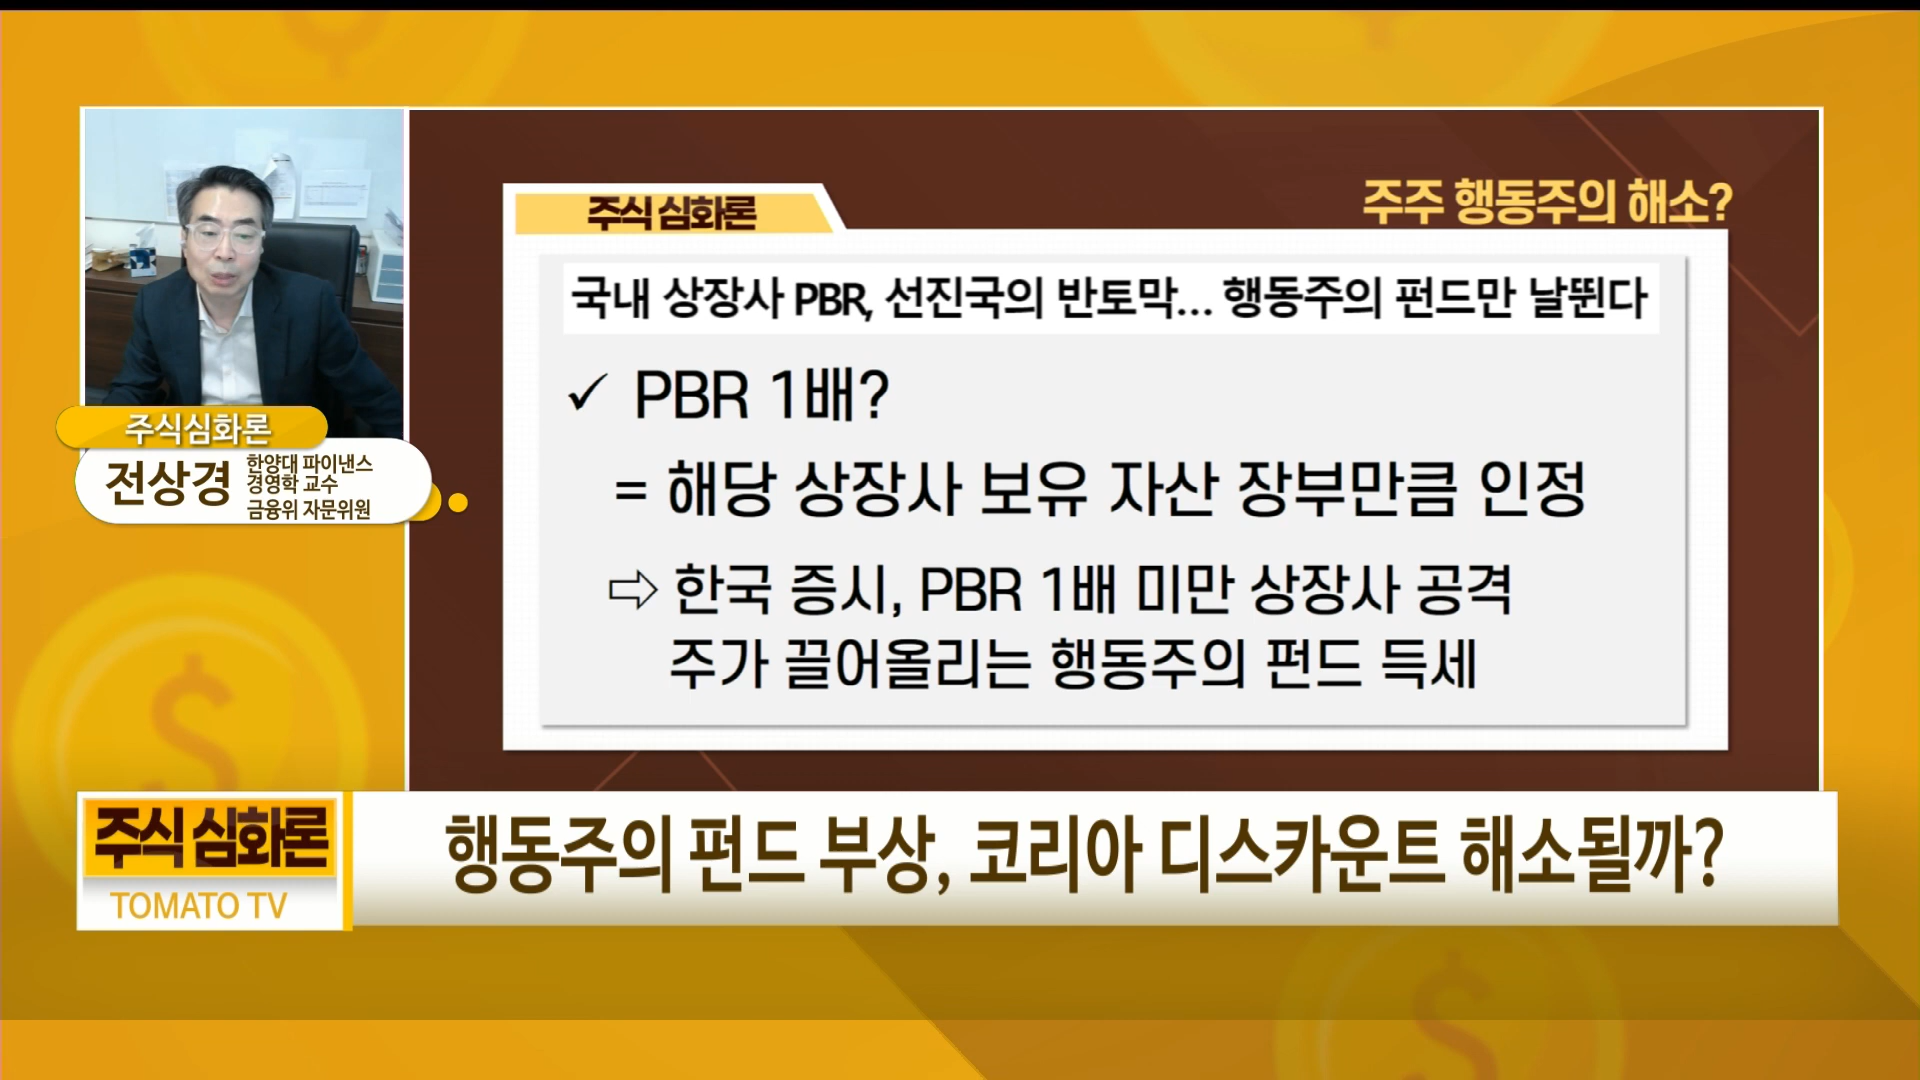 주주 행동주의 해소?
주식 심화론
국내 상장사 PBR, 선진국의 반토막... 행동주의 펀드만 날뛴다
✓ PBR 1배?
= 해당 상장사 보유 자산 장부만큼 인정
⇨ 한국 증시, PBR 1배 미만 상장사 공격
주가 끌어올리는 행동주의 펀드 득세
주식심화론
전상경
한양대 파이낸스
경영학 교수
금융위 자문위원
주식 심화론
TOMATO TV
행동주의 펀드 부상, 코리아 디스카운트 해소될까?